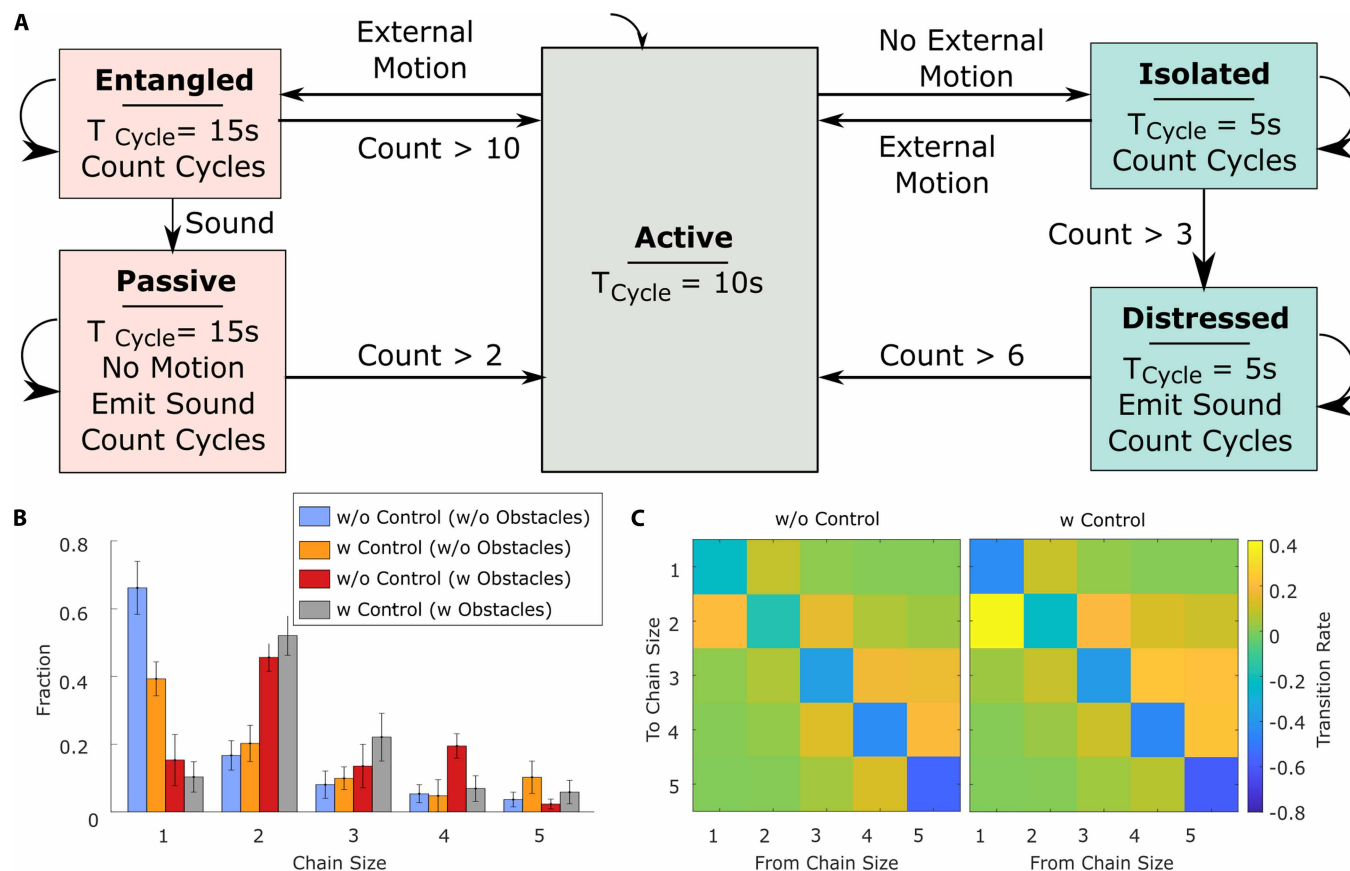 A
Entangled
T Cycle= 15s
Count Cycles
External
Motion
Count > 10
Sound
Passive
T Cycle= 15s
No Motion
Emit Sound
Count Cycles
Count > 2
Active
TCycle = 10s
No External
Motion
External
Motion
Isolated
TCycle = 5s
Count Cycles
Count > 3
Distressed
TCycle = 5s
Emit Sound
Count Cycles
Count > 6
B
w/o Control (w/o Obstacles)
w Control (w/o Obstacles)
w/o Control (w Obstacles)
w Control (w Obstacles)
0.8
0.6
0.4
0.2
0
Fraction
1 2 3 4 5
Chain Size
C
w/o Control
w Control
To Chain Size
1
2
3
4
5
1 2 3 4 5
From Chain Size
1 2 3 4 5
From Chain Size
0.4
0.2
0
-0.2
-0.4
-0.6
-0.8
Transition Rate